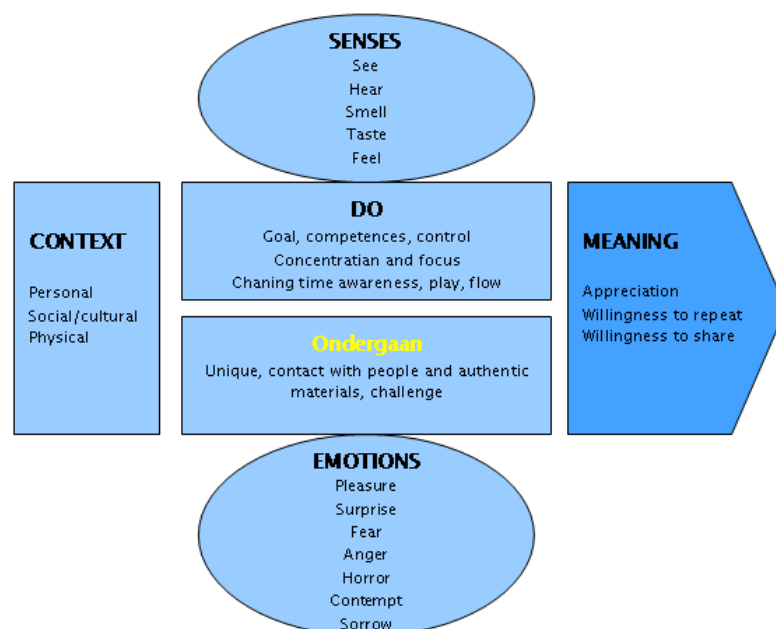 SENSES
See
Hear
Smell
Taste
Feel
CONTEXT
Personal
Social/cultural
Physical
DO
Goal, competences, control
Concentratian and focus
Chaning time awareness, play, flow
Ondergaan
Unique, contact with people and authentic
materials, challenge
MEANING
Appreciation
Willingness to repeat
Willingness to share
EMOTIONS
Pleasure
Surprise
Fear
Anger
Horror
Contempt
Sorrow